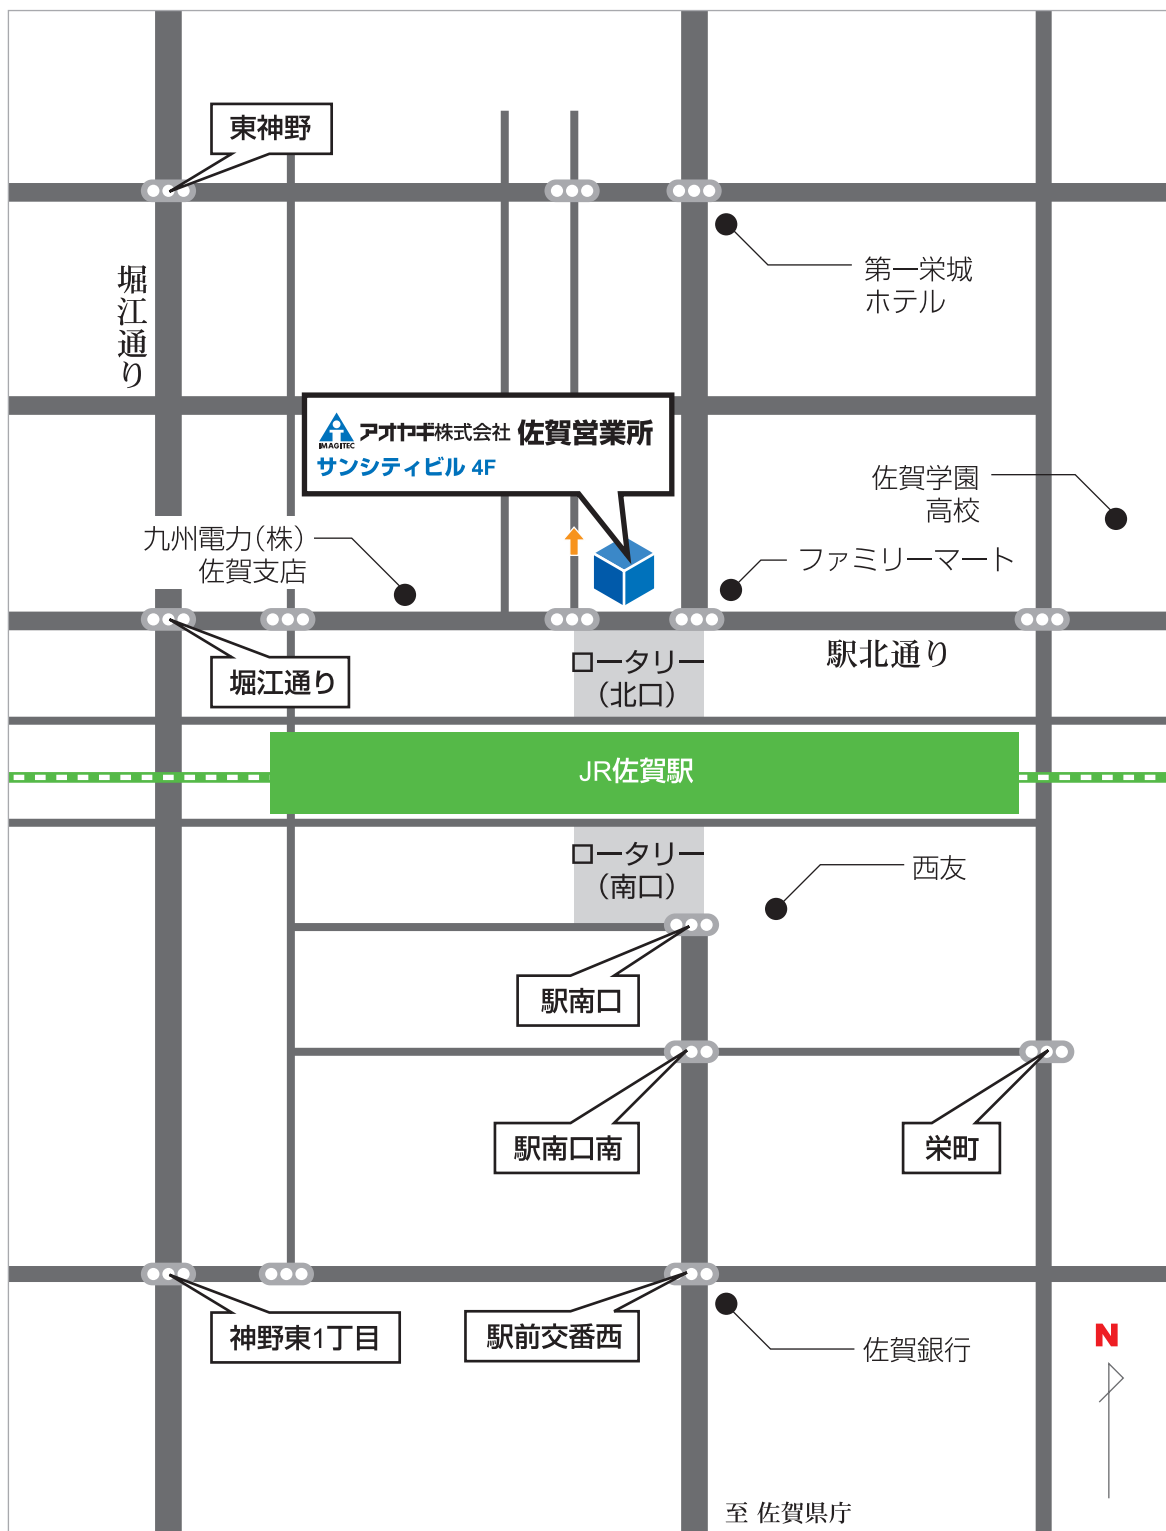 東神野
第一栄城
ホテル
堀江通り
IMAGITEC
アオヤギ株式会社 佐賀営業所
サンシティビル 4F
佐賀学園
高校
九州電力(株)
佐賀支店
ファミリーマート
堀江通り
ロータリー
(北口)
駅北通り
JR佐賀駅
ロータリー
(南口)
西友
駅南口
駅南口南
栄町
神野東1丁目
駅前交番西
佐賀銀行
N
至 佐賀県庁